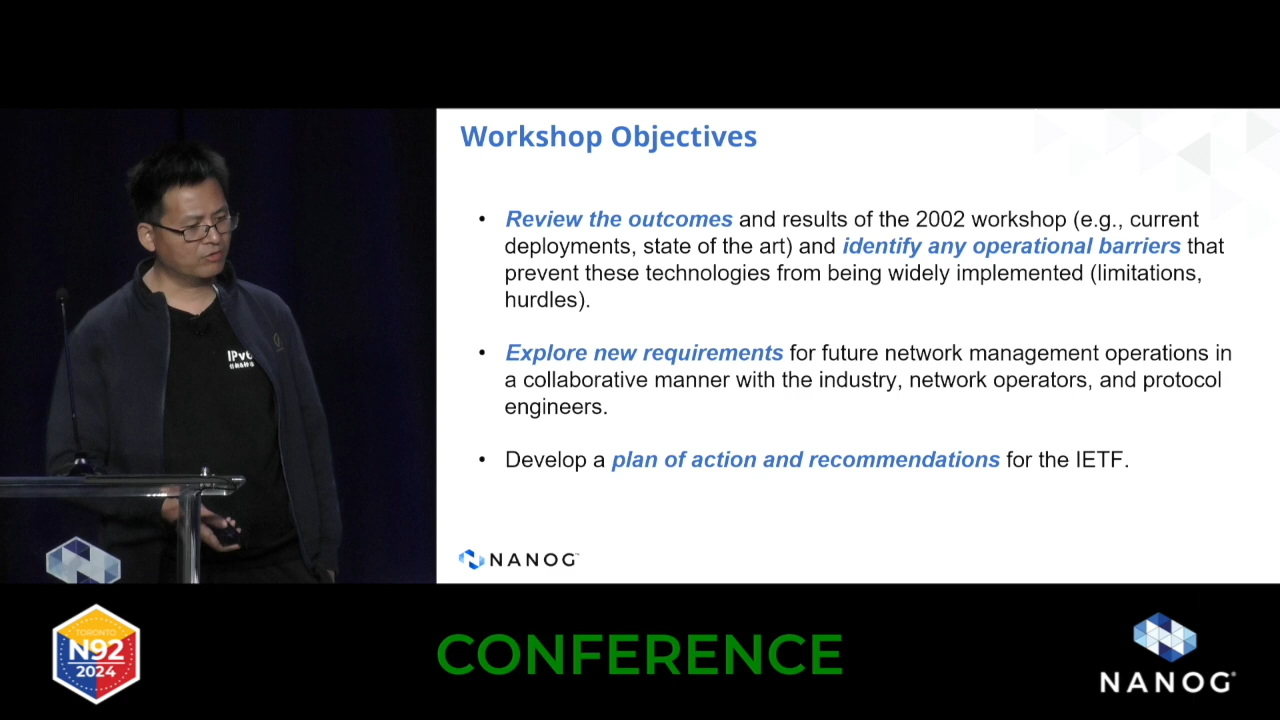 Workshop Objectives
• Review the outcomes and results of the 2002 workshop (e.g., current
deployments, state of the art) and identify any operational barriers that
prevent these technologies from being widely implemented (limitations,
hurdles).
• Explore new requirements for future network management operations in
a collaborative manner with the industry, network operators, and protocol
engineers.
• Develop a plan of action and recommendations for the IETF.
NANOG™
IPv6
TORONTO
N92
2024
CONFERENCE
NANOG®